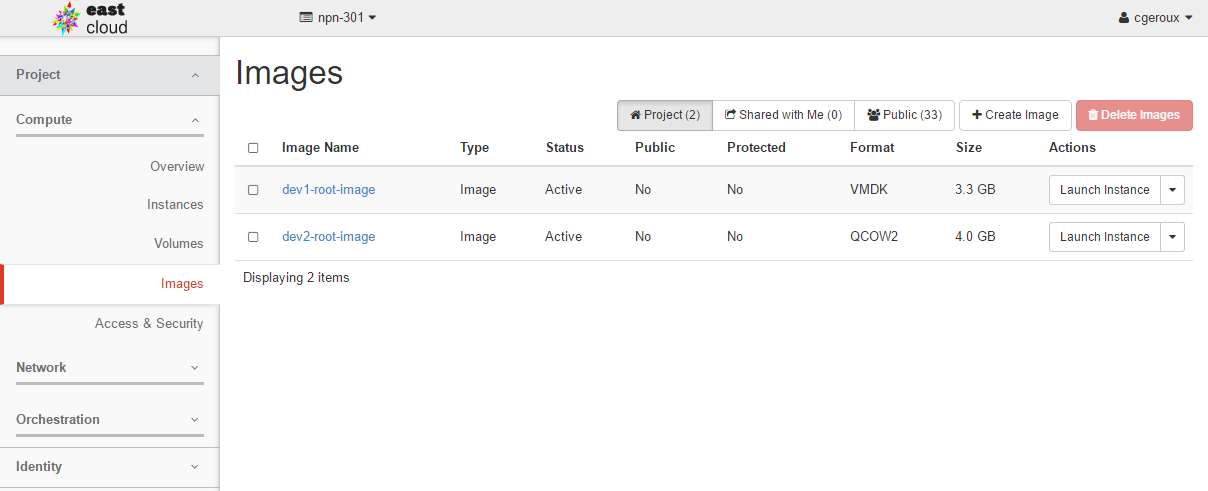 east
cloud
npn-301
cgeroux
Project
Compute
Overview
Instances
Volumes
Images
Access & Security
Network
Orchestration
Identity
Images
Project (2) Shared with Me (0) Public (33) Create Image Delete Images
Image Name Type Status Public Protected Format Size Actions
dev1-root-image Image Active No No VMDK 3.3 GB Launch Instance
dev2-root-image Image Active No No QCOW2 4.0 GB Launch Instance
Displaying 2 items